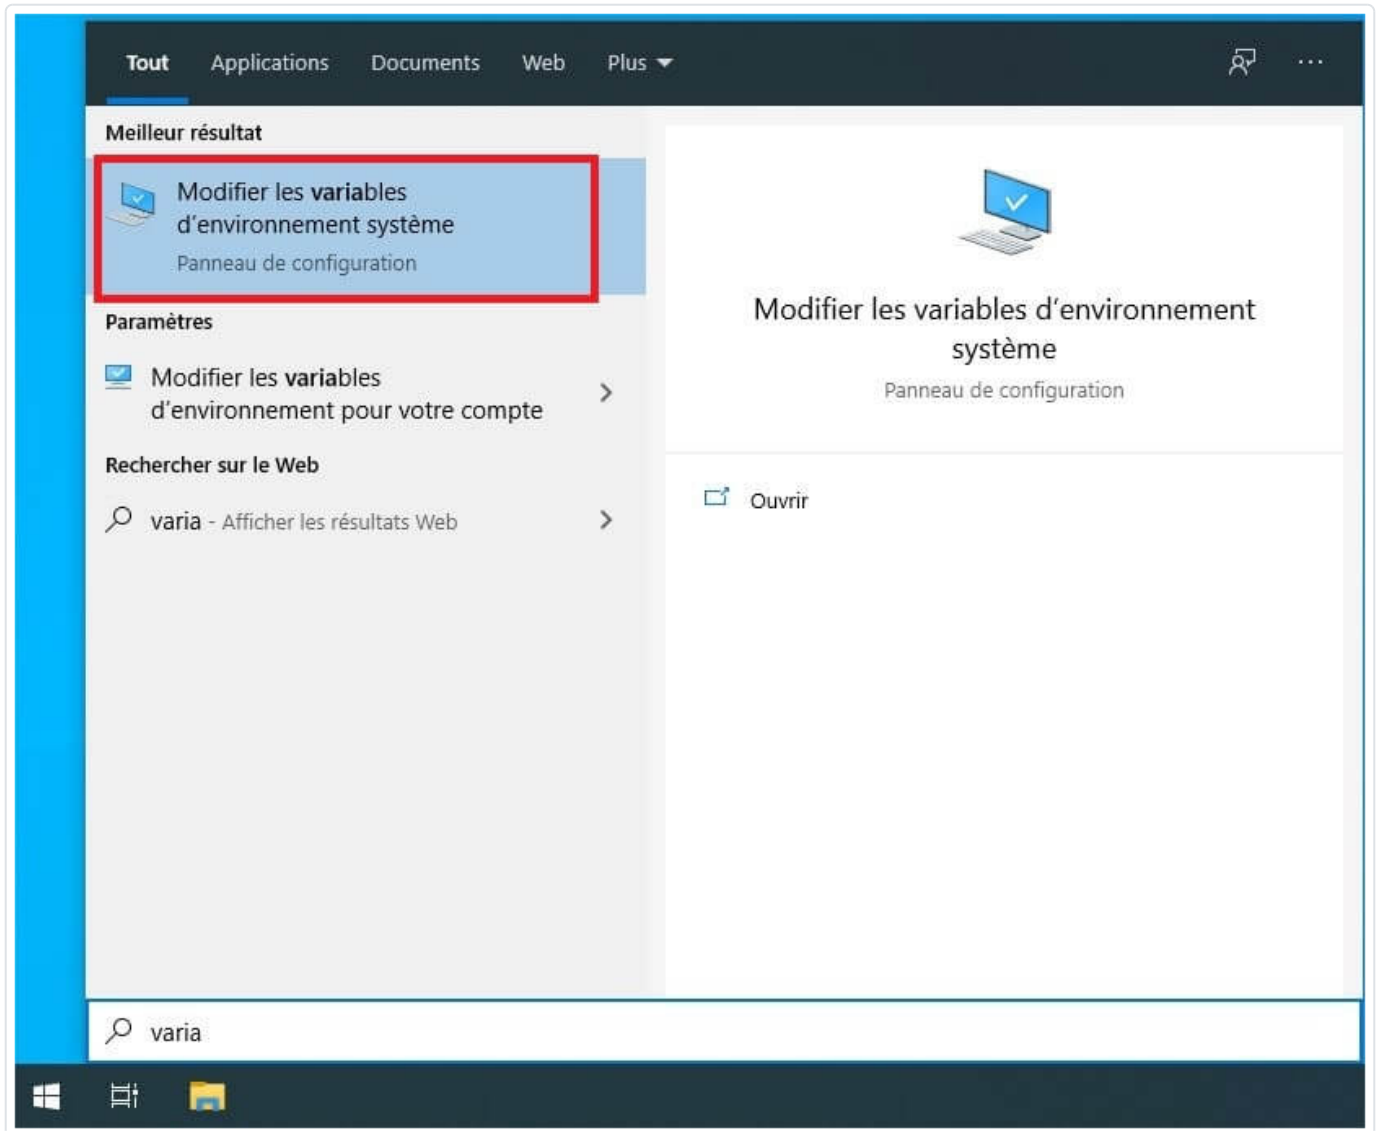 Tout Applications Documents Web Plus
Meilleur résultat
Modifier les variables
d'environnement système
Panneau de configuration
Paramètres
Modifier les variables
d'environnement pour votre compte
Rechercher sur le Web
varia - Afficher les résultats Web
Modifier les variables d'environnement
système
Panneau de configuration
Ouvrir
varia